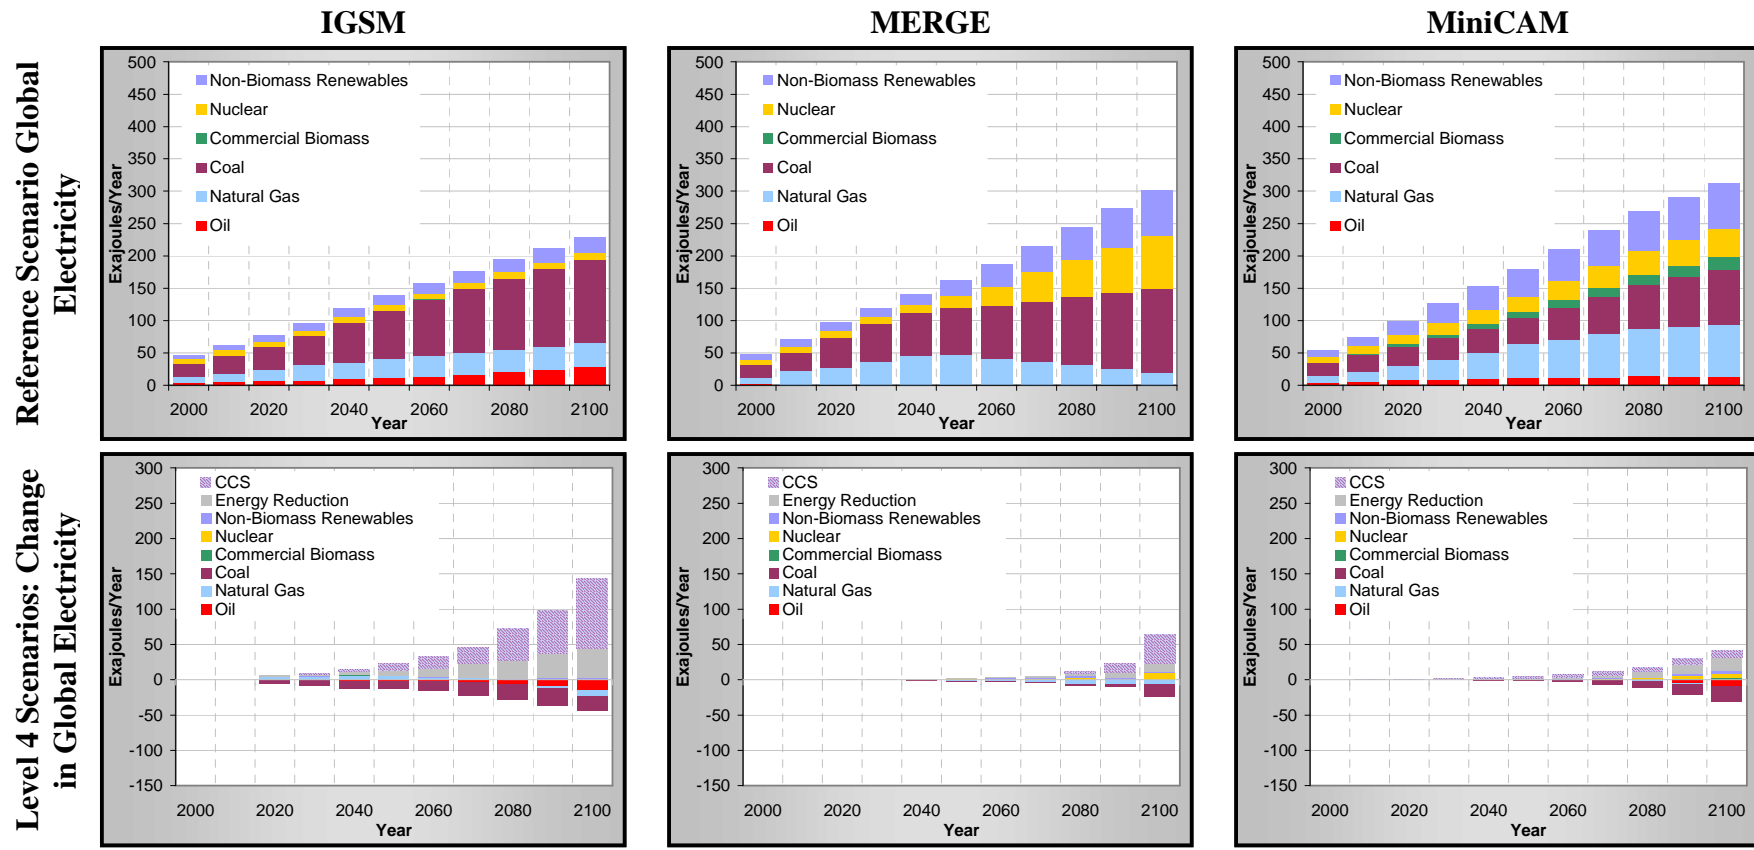 IGSM
MERGE
MiniCAM
Reference Scenario Global
Electricity
Exajoules/Year
500
450
400
350
300
250
200
150
100
50
0
Non-Biomass Renewables
Nuclear
Commercial Biomass
Coal
Natural Gas
Oil
2000 2020 2040 2060 2080 2100
Year
Exajoules/Year
500
450
400
350
300
250
200
150
100
50
0
Non-Biomass Renewables
Nuclear
Commercial Biomass
Coal
Natural Gas
Oil
2000 2020 2040 2060 2080 2100
Year
Exajoules/Year
500
450
400
350
300
250
200
150
100
50
0
Non-Biomass Renewables
Nuclear
Commercial Biomass
Coal
Natural Gas
Oil
2000 2020 2040 2060 2080 2100
Year
Level 4 Scenarios: Change
in Global Electricity
Exajoules/Year
300
250
200
150
100
50
0
-50
-100
-150
CCS
Energy Reduction
Non-Biomass Renewables
Nuclear
Commercial Biomass
Coal
Natural Gas
Oil
2000 2020 2040 2060 2080 2100
Year
Exajoules/Year
300
250
200
150
100
50
0
-50
-100
-150
CCS
Energy Reduction
Non-Biomass Renewables
Nuclear
Commercial Biomass
Coal
Natural Gas
Oil
2000 2020 2040 2060 2080 2100
Year
Exajoules/Year
300
250
200
150
100
50
0
-50
-100
-150
CCS
Energy Reduction
Non-Biomass Renewables
Nuclear
Commercial Biomass
Coal
Natural Gas
Oil
2000 2020 2040 2060 2080 2100
Year